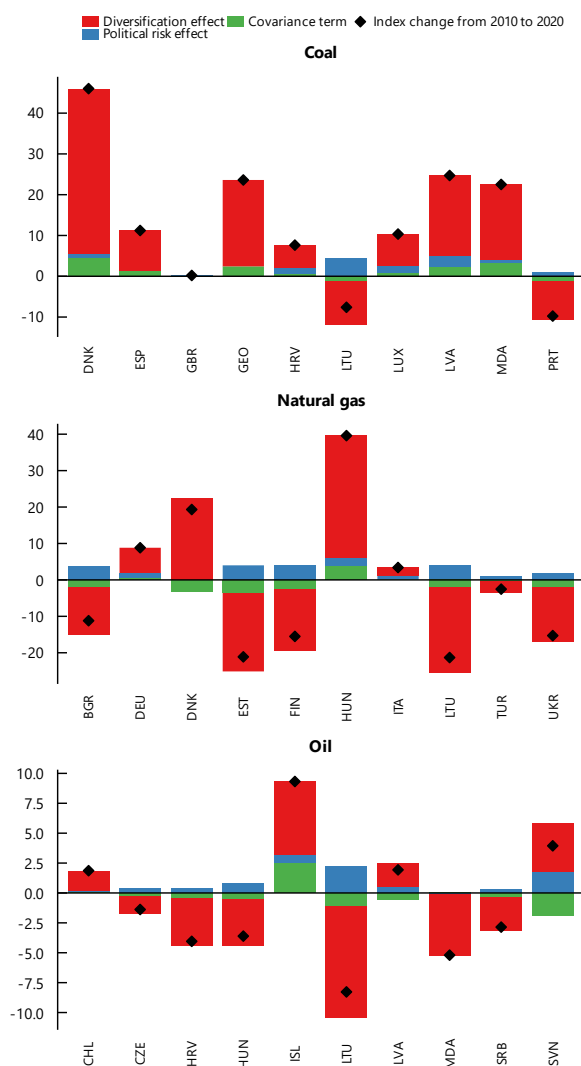 Diversification effect Covariance term Index change from 2010 to 2020
Political risk effect
Coal
40
30
20
10
0
-10
DNK ESP GBR GEO HRV LTU LUX LVA MDA PRT
Natural gas
40
30
20
10
0
-10
-20
BGR DEU DNK EST FIN HUN ITA LTU TUR UKR
Oil
10.0
7.5
5.0
2.5
0.0
-2.5
-5.0
-7.5
-10.0
CHL CZE HRV HUN ISL LTU LVA MDA SRB SVN